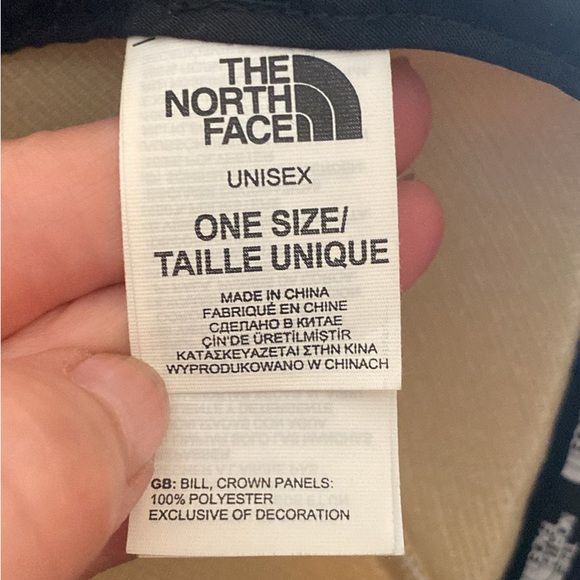 THE
NORTH
FACE
UNISEX
ONE SIZE/
TAILLE UNIQUE
MADE IN CHINA
FABRIQUÉ EN CHINE
СДЕЛАНО В КИТАЕ
ÇİN'DE ÜRETİLMİŞTİR
ΚΑΤΑΣΚΕΥΑΖΕΤΑΙ ΣΤΗΝ ΚΙΝΑ
WYPRODUKOWANO W CHINACH
GB: BILL, CROWN PANELS:
100% POLYESTER
EXCLUSIVE OF DECORATION